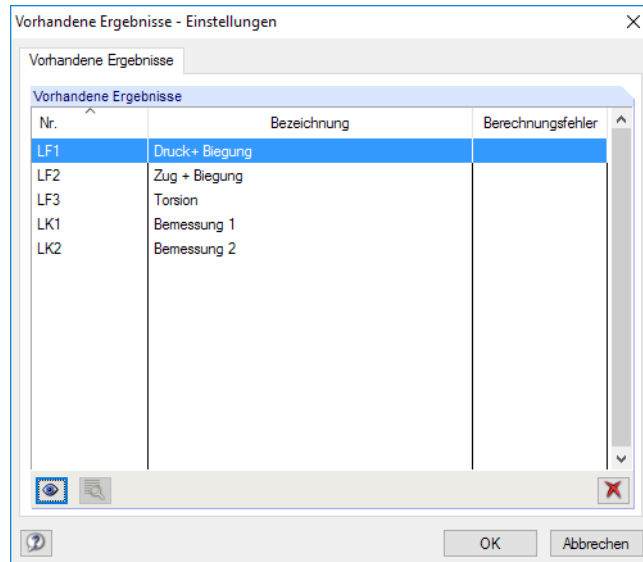 Vorhandene Ergebnisse - Einstellungen
Vorhandene Ergebnisse
Vorhandene Ergebnisse
Nr. Bezeichnung Berechnungsfehler
LF1 Druck+ Biegung
LF2 Zug + Biegung
LF3 Torsion
LK1 Bemessung 1
LK2 Bemessung 2
OK Abbrechen